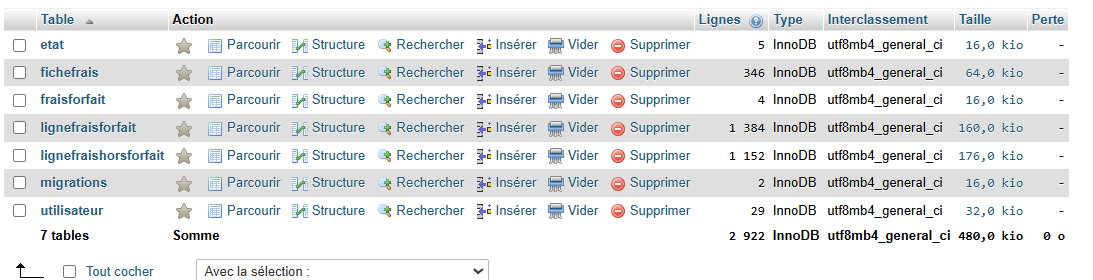 Table Action Lignes Type Interclassement Taille Perte
etat Parcourir Structure Rechercher Insérer Vider Supprimer 5 InnoDB utf8mb4_general_ci 16,0 kio -
fichefrais Parcourir Structure Rechercher Insérer Vider Supprimer 346 InnoDB utf8mb4_general_ci 64,0 kio -
fraisforfait Parcourir Structure Rechercher Insérer Vider Supprimer 4 InnoDB utf8mb4_general_ci 16,0 kio -
lignefraisforfait Parcourir Structure Rechercher Insérer Vider Supprimer 1 384 InnoDB utf8mb4_general_ci 160,0 kio -
lignefraishorsforfait Parcourir Structure Rechercher Insérer Vider Supprimer 1 152 InnoDB utf8mb4_general_ci 176,0 kio -
migrations Parcourir Structure Rechercher Insérer Vider Supprimer 2 InnoDB utf8mb4_general_ci 16,0 kio -
utilisateur Parcourir Structure Rechercher Insérer Vider Supprimer 29 InnoDB utf8mb4_general_ci 32,0 kio -
7 tables Somme 2 922 InnoDB utf8mb4_general_ci 480,0 kio 0 o
Tout cocher Avec la sélection :